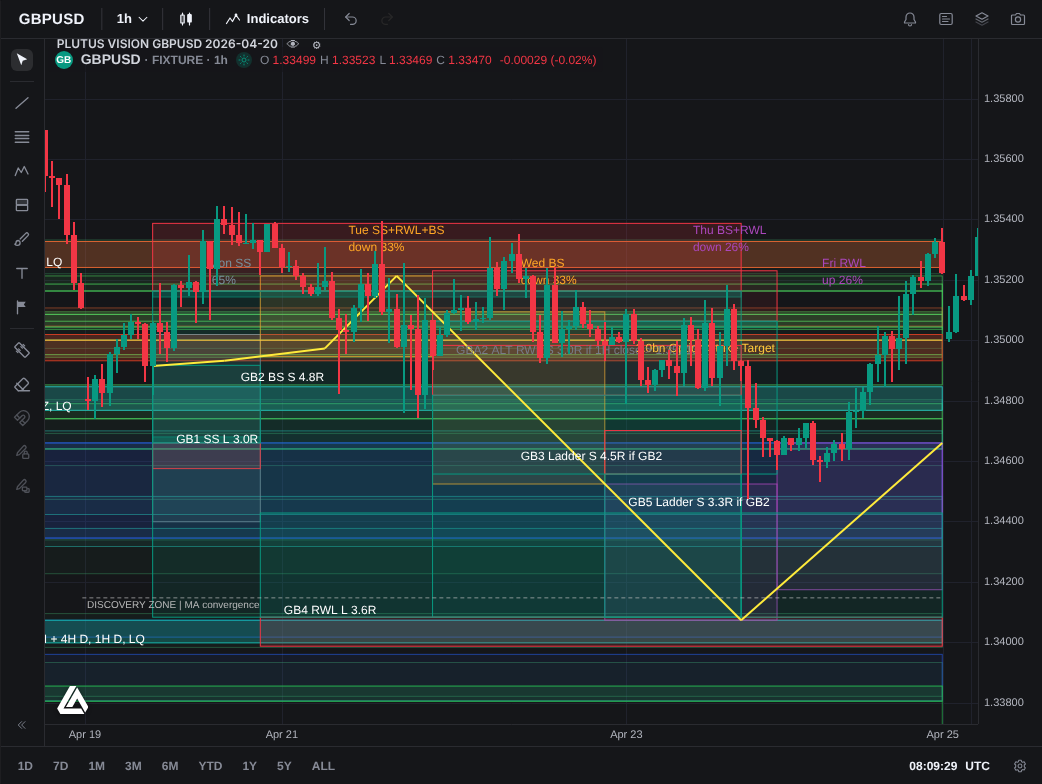 GBPUSD 1h Indicators
PLUTUS VISION GBPUSD 2026-04-20
GB GBPUSD · FIXTURE · 1h O 1.33499 H 1.33523 L 1.33469 C 1.33470 -0.00029 (-0.02%)
1.35800
1.35600
1.35400
Tue SS+RWL+BS
down 33%
Thu BS+RWL
down 26%
LQ
SS
65%
Wed BS
down 33%
Fri RWL
up 26%
1.35200
1.35000
Target
GB2 BS S 4.8R
1.34800
Z, LQ
GB1 SS L 3.0R
1.34600
GB3 Ladder S 4.5R if GB2
GB5 Ladder S 3.3R if GB2
1.34400
1.34200
DISCOVERY ZONE | MA convergence
GB4 RWL L 3.6R
+ 4H D, 1H D, LQ
1.34000
1.33800
Apr 19 Apr 21 Apr 23 Apr 25
1D 7D 1M 3M 6M YTD 1Y 5Y ALL 08:09:29 UTC